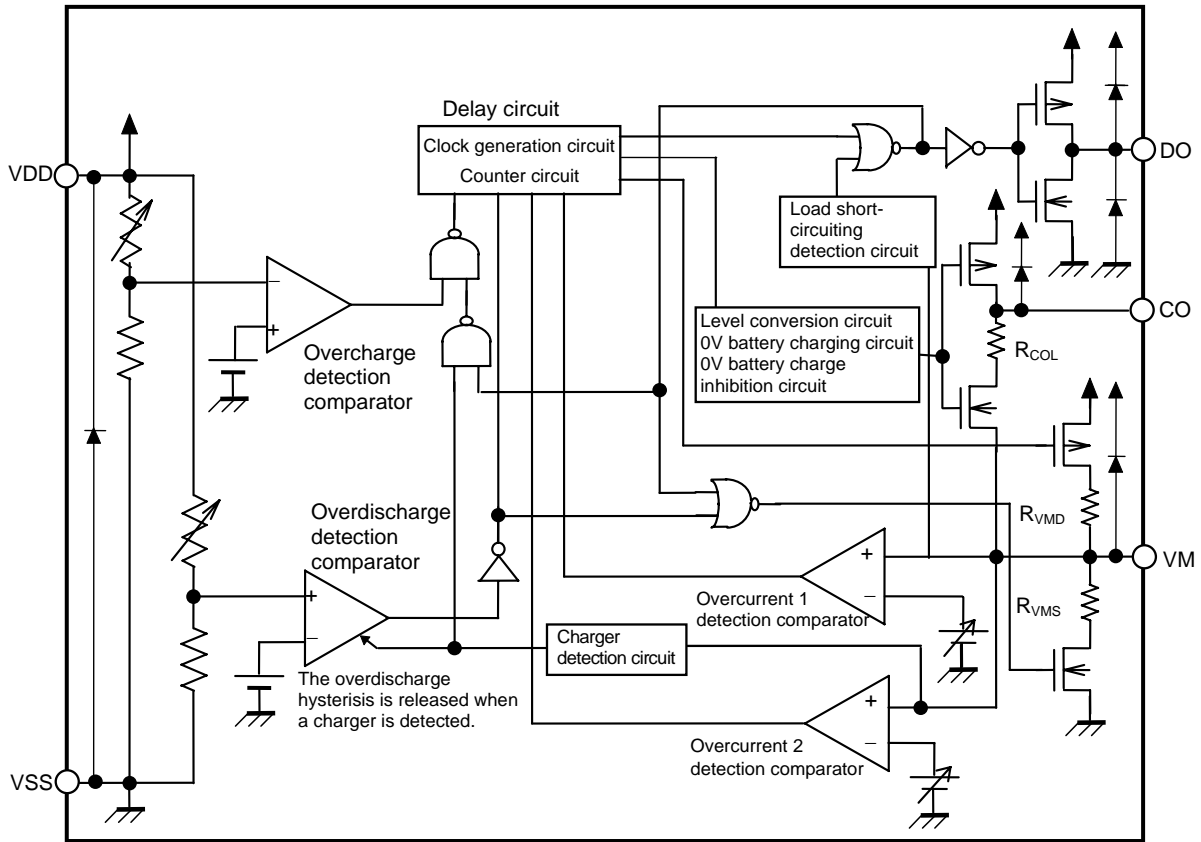 Delay circuit
Clock generation circuit
Counter circuit
VDD
DO
Load short-
circuiting
detection circuit
−
+
Overcharge
detection
comparator
Level conversion circuit
0V battery charging circuit
0V battery charge
inhibition circuit
CO
RCOL
Overdischarge
detection
comparator
RVMD
+
−
VM
+
−
Overcurrent 1
detection comparator
RVMS
Charger
detection circuit
The overdischarge
hysterisis is released when
a charger is detected.
+
−
Overcurrent 2
detection comparator
VSS